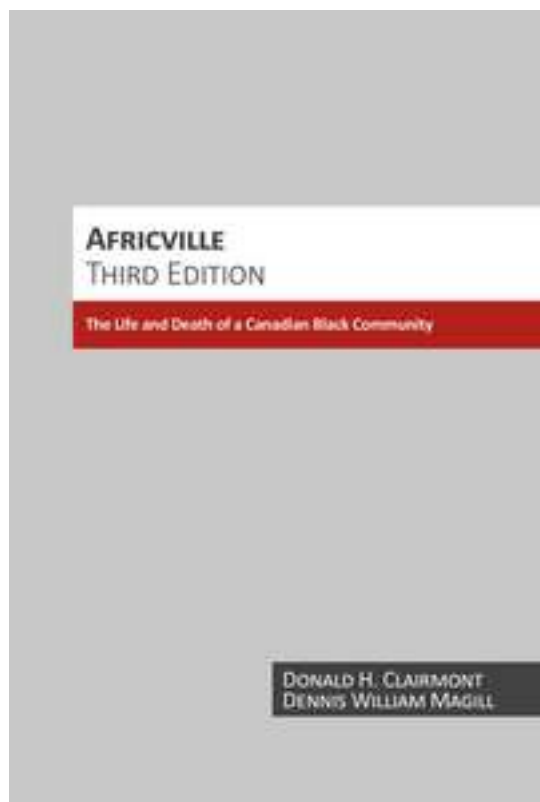 AFRICVILLE
THIRD EDITION
The Life and Death of a Canadian Black Community
DONALD H. CLAIRMONT
DENNIS WILLIAM MAGILL